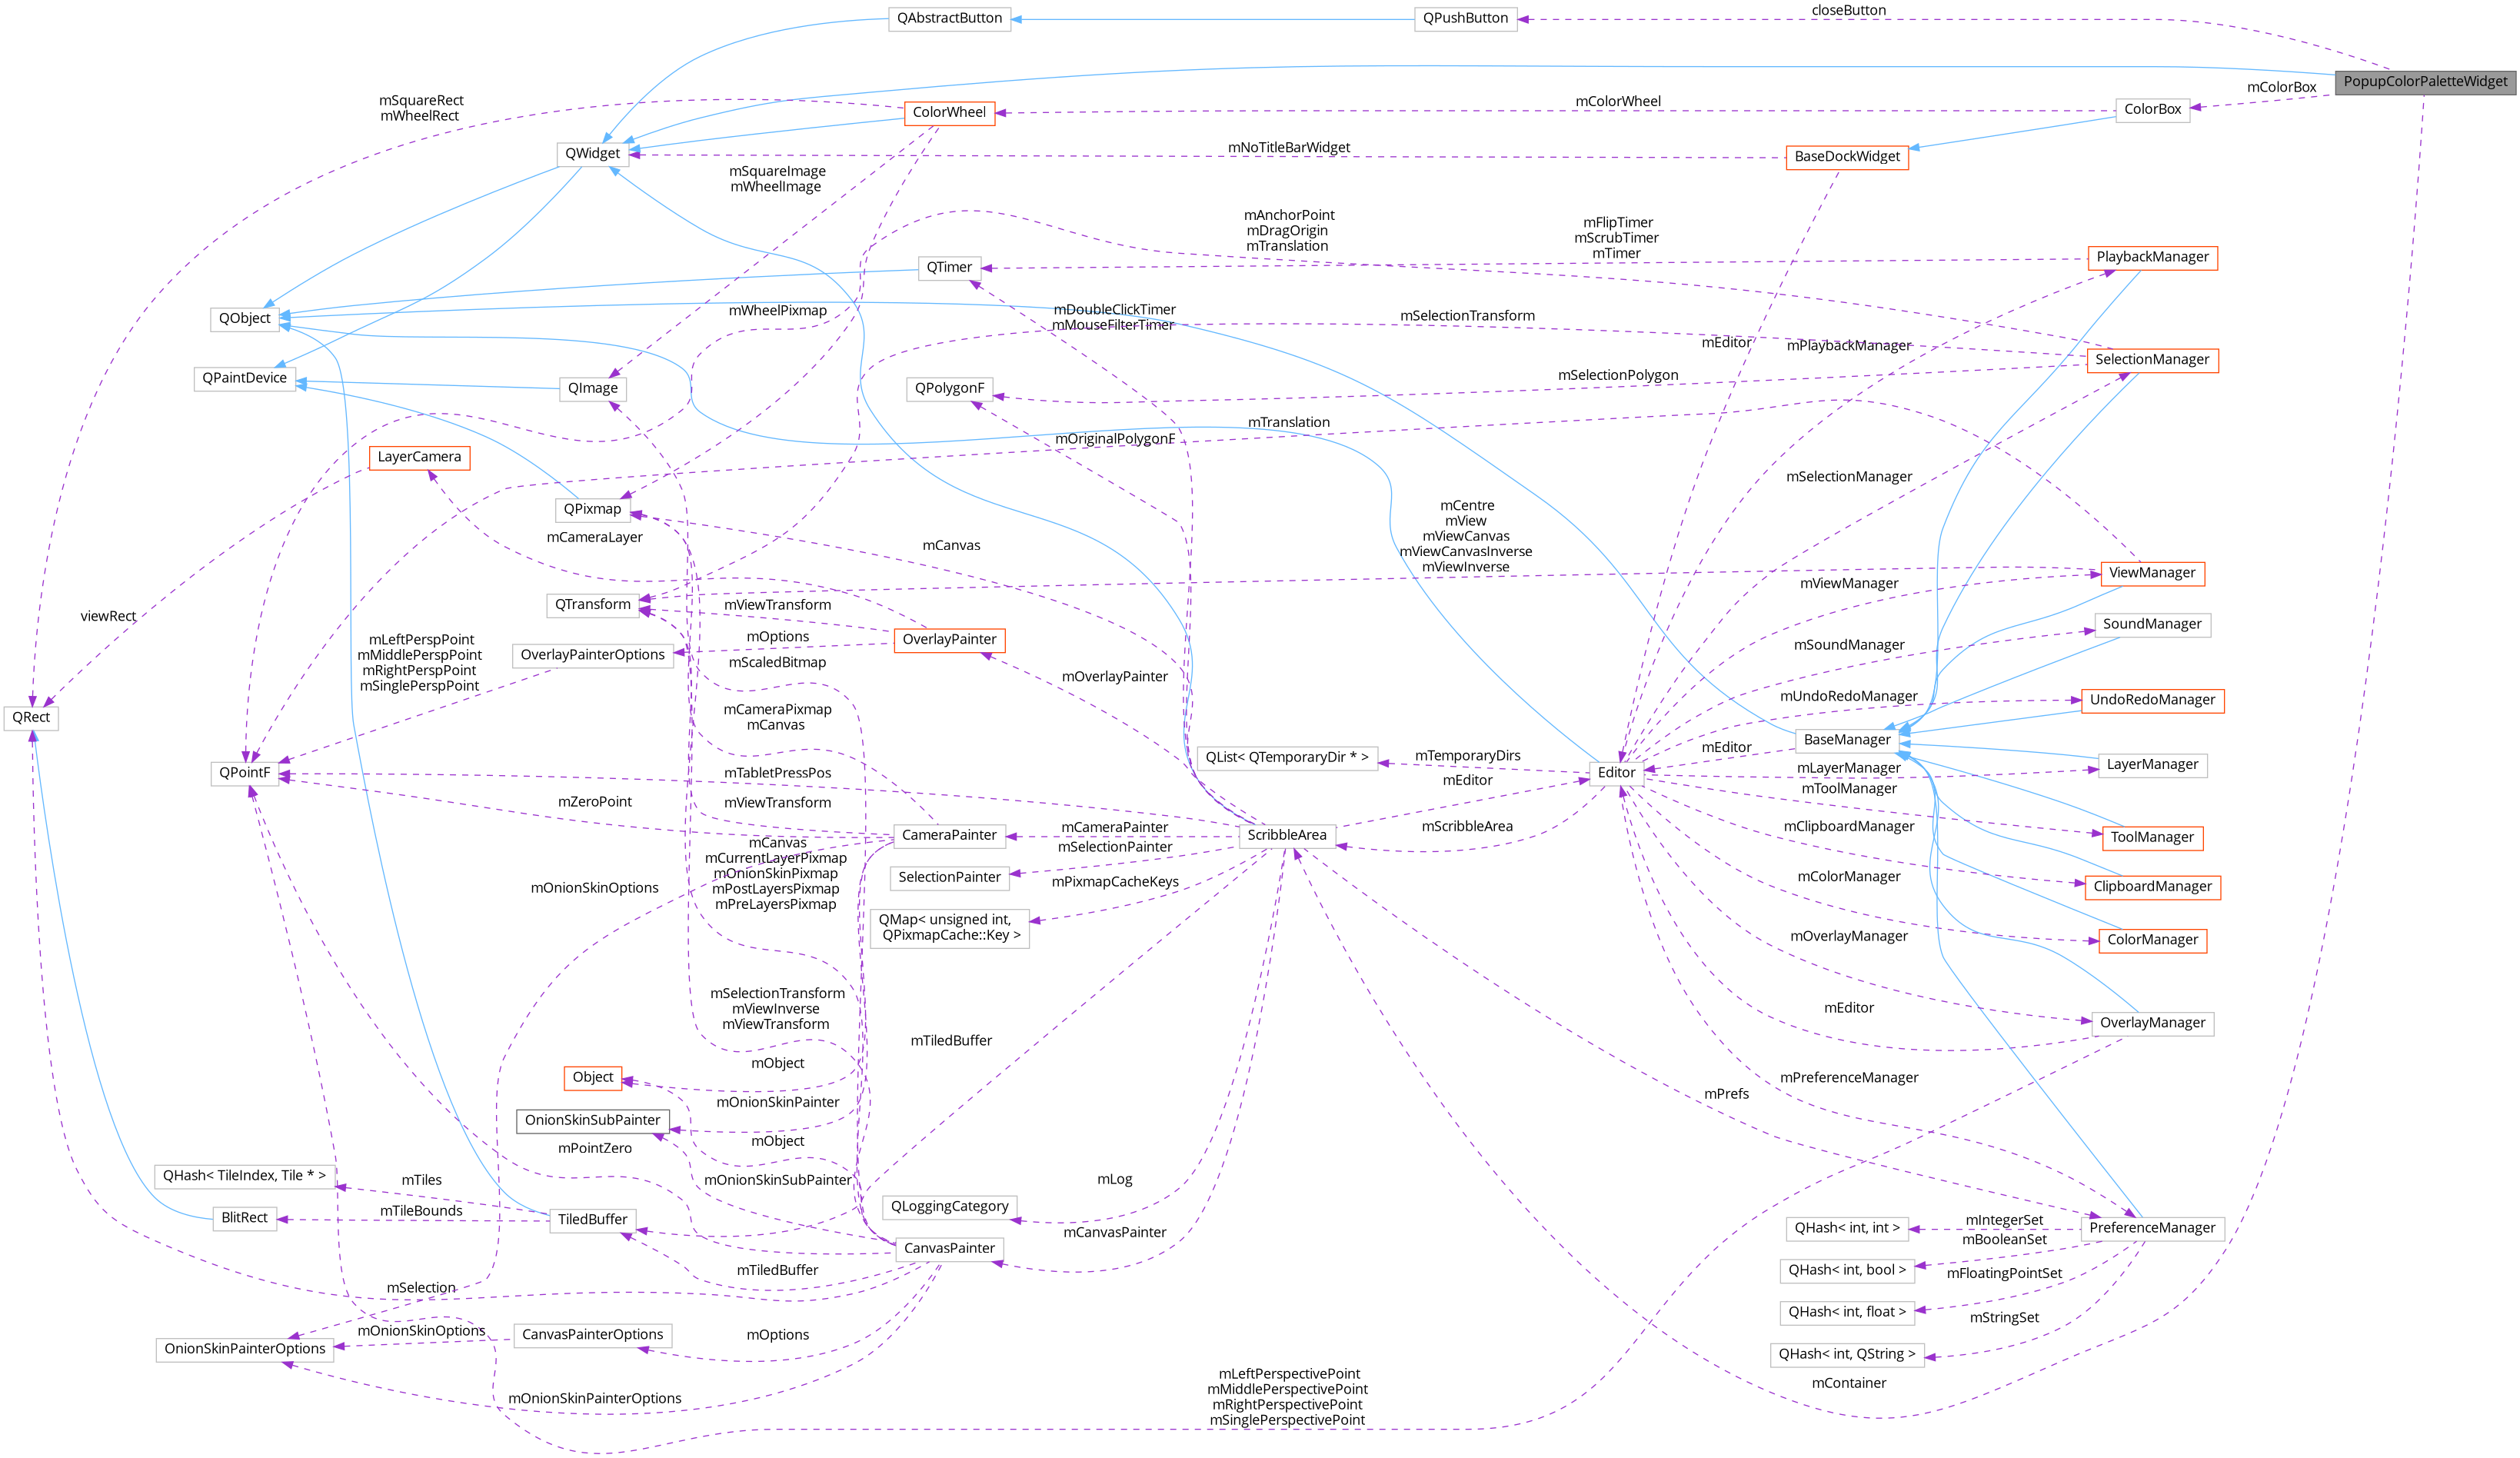 closeButton
QAbstractButton
QPushButton
PopupColorPaletteWidget
mColorBox
mSquareRect
mWheelRect
ColorWheel
mColorWheel
ColorBox
QWidget
mNoTitleBarWidget
BaseDockWidget
mSquareImage
mWheelImage
mAnchorPoint
mDragOrigin
mTranslation
mFlipTimer
mScrubTimer
mTimer
PlaybackManager
QTimer
QObject
mWheelPixmap
mDoubleClickTimer
mMouseFilterTimer
mSelectionTransform
mEditor
mPlaybackManager
SelectionManager
QPaintDevice
QImage
QPolygonF
mSelectionPolygon
mTranslation
mOriginalPolygonF
LayerCamera
mSelectionManager
QPixmap
mCameraLayer
mCanvas
mCentre
mView
mViewCanvas
mViewCanvasInverse
mViewInverse
ViewManager
mViewManager
QTransform
mViewTransform
viewRect
SoundManager
mLeftPerspPoint
mMiddlePerspPoint
mRightPerspPoint
mSinglePerspPoint
OverlayPainterOptions
mOptions
OverlayPainter
mSoundManager
mScaledBitmap
mOverlayPainter
mUndoRedoManager
UndoRedoManager
QRect
mCameraPixmap
mCanvas
BaseManager
mEditor
QList< QTemporaryDir * >
mTemporaryDirs
QPointF
mTabletPressPos
mEditor
Editor
mLayerManager
LayerManager
mToolManager
mZeroPoint
mViewTransform
CameraPainter
mCameraPainter
ScribbleArea
mScribbleArea
mClipboardManager
ToolManager
mCanvas
mCurrentLayerPixmap
mOnionSkinPixmap
mPostLayersPixmap
mPreLayersPixmap
mSelectionPainter
SelectionPainter
mPixmapCacheKeys
mColorManager
ClipboardManager
mOnionSkinOptions
QMap< unsigned int,
QPixmapCache::Key >
mOverlayManager
ColorManager
mSelectionTransform
mViewInverse
mViewTransform
mEditor
OverlayManager
mTiledBuffer
Object
mObject
mPreferenceManager
mPrefs
OnionSkinSubPainter
mOnionSkinPainter
mPointZero
mObject
QHash< TileIndex, Tile * >
mTiles
mOnionSkinSubPainter
mLog
QLoggingCategory
BlitRect
mTileBounds
TiledBuffer
mCanvasPainter
CanvasPainter
QHash< int, int >
mIntegerSet
PreferenceManager
mBooleanSet
QHash< int, bool >
mTiledBuffer
mSelection
mFloatingPointSet
QHash< int, float >
mStringSet
mOnionSkinOptions
CanvasPainterOptions
mOptions
OnionSkinPainterOptions
QHash< int, QString >
mOnionSkinPainterOptions
mLeftPerspectivePoint
mMiddlePerspectivePoint
mRightPerspectivePoint
mSinglePerspectivePoint
mContainer